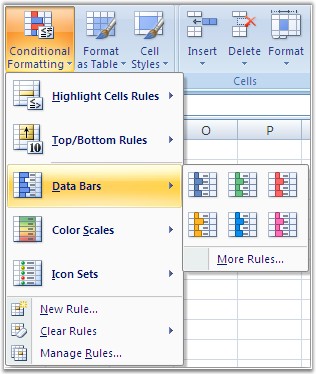 Conditional Formatting
Format as Table
Cell Styles
Insert
Delete
Format
Cells
Highlight Cells Rules
Top/Bottom Rules
10
O P
Data Bars
Color Scales
More Rules...
Icon Sets
New Rule...
Clear Rules
Manage Rules...